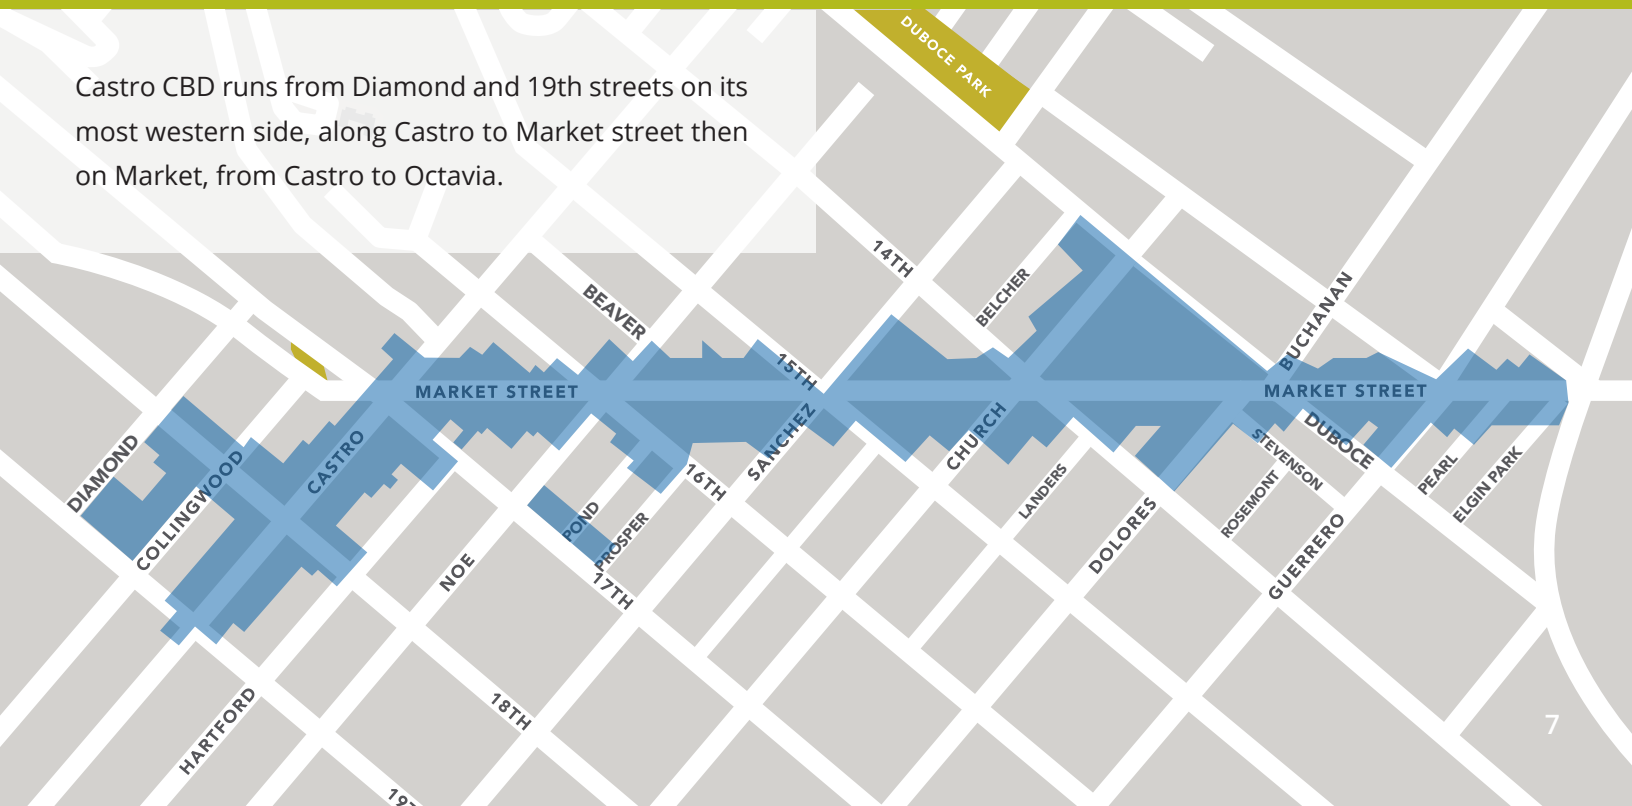 Castro CBD runs from Diamond and 19th streets on its
most western side, along Castro to Market street then
on Market, from Castro to Octavia.
DUBOCE PARK
14TH
BELCHER
BUCHANAN
BEAVER
15TH
MARKET STREET
MARKET STREET
SANCHEZ
CHURCH
DUBOCE
STEVENSON
DIAMOND
COLLINGWOOD
CASTRO
16TH
LANDERS
ROSEMONT
PEARL
ELGIN PARK
POND
PROSPER
DOLORES
GUERRERO
NOE
17TH
HARTFORD
18TH
7